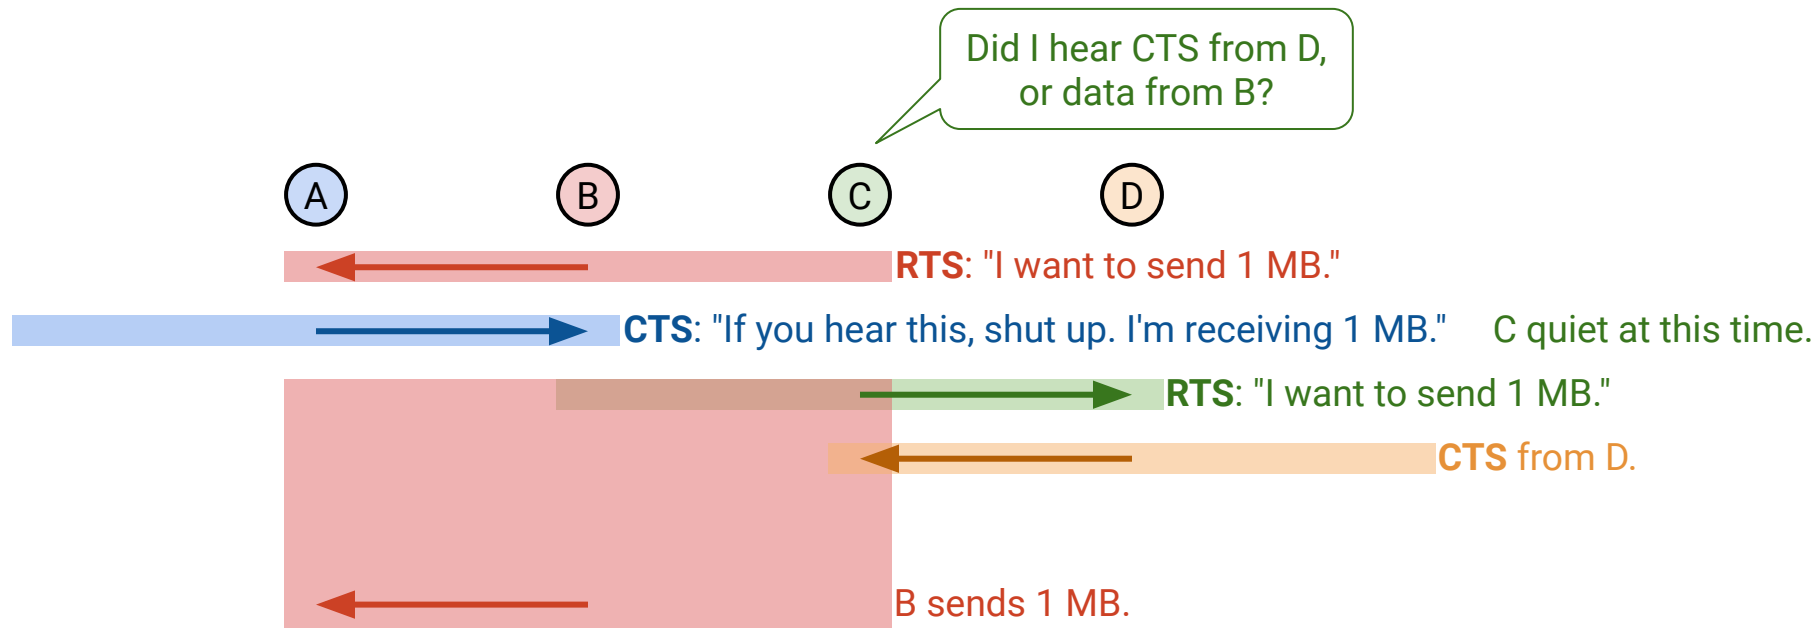 Did I hear CTS from D,
or data from B?
A B C D
RTS: "I want to send 1 MB."
CTS: "If you hear this, shut up. I'm receiving 1 MB." C quiet at this time.
RTS: "I want to send 1 MB."
CTS from D.
B sends 1 MB.